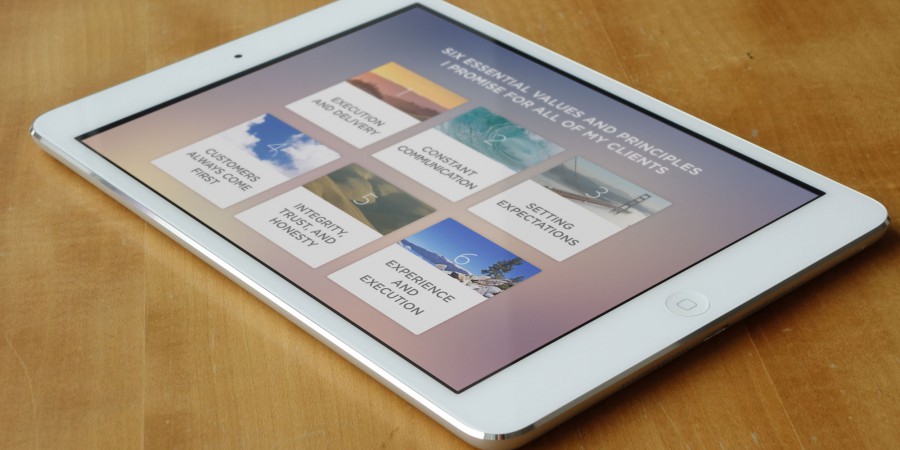 SIX ESSENTIAL VALUES AND PRINCIPLES
I PROMISE FOR ALL OF MY CLIENTS
1
EXECUTION
AND DELIVERY
2
CONSTANT
COMMUNICATION
3
SETTING
EXPECTATIONS
4
CUSTOMERS
ALWAYS COME
FIRST
5
INTEGRITY,
TRUST, AND
HONESTY
6
EXPERIENCE
AND
EXECUTION